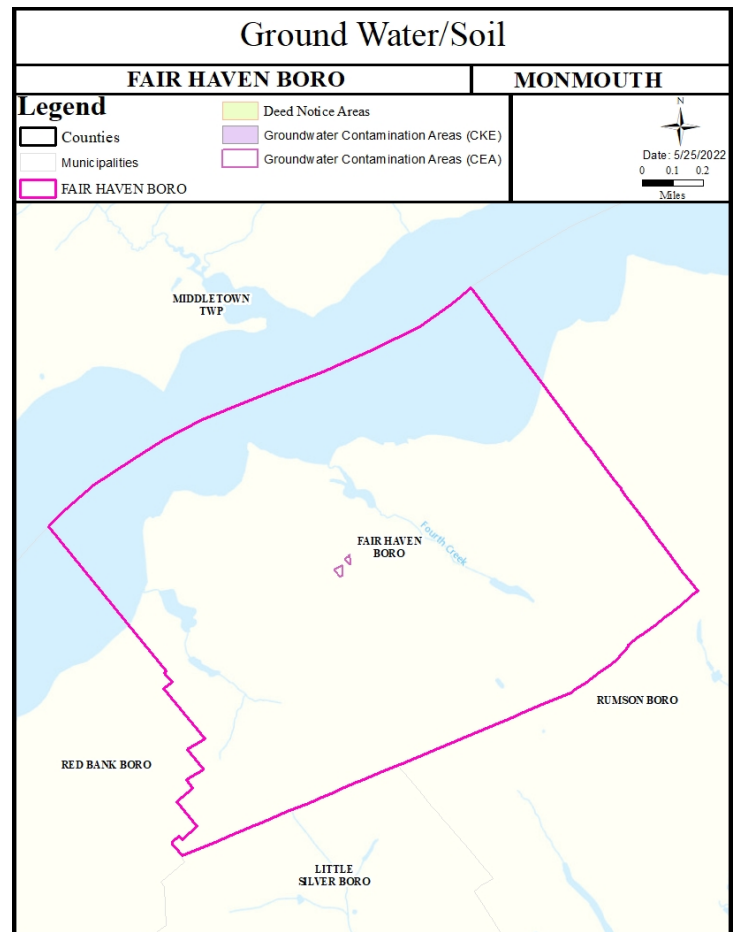 Ground Water/Soil
FAIR HAVEN BORO
MONMOUTH
Legend
Counties
Municipalities
FAIR HAVEN BORO
Deed Notice Areas
Groundwater Contamination Areas (CKE)
Groundwater Contamination Areas (CEA)
N
Date: 5/25/2022
0 0.1 0.2
Miles
MIDDLETOWN
TWP
Fourth Creek
FAIR HAVEN
BORO
RUMSON BORO
RED BANK BORO
LITTLE
SILVER BORO